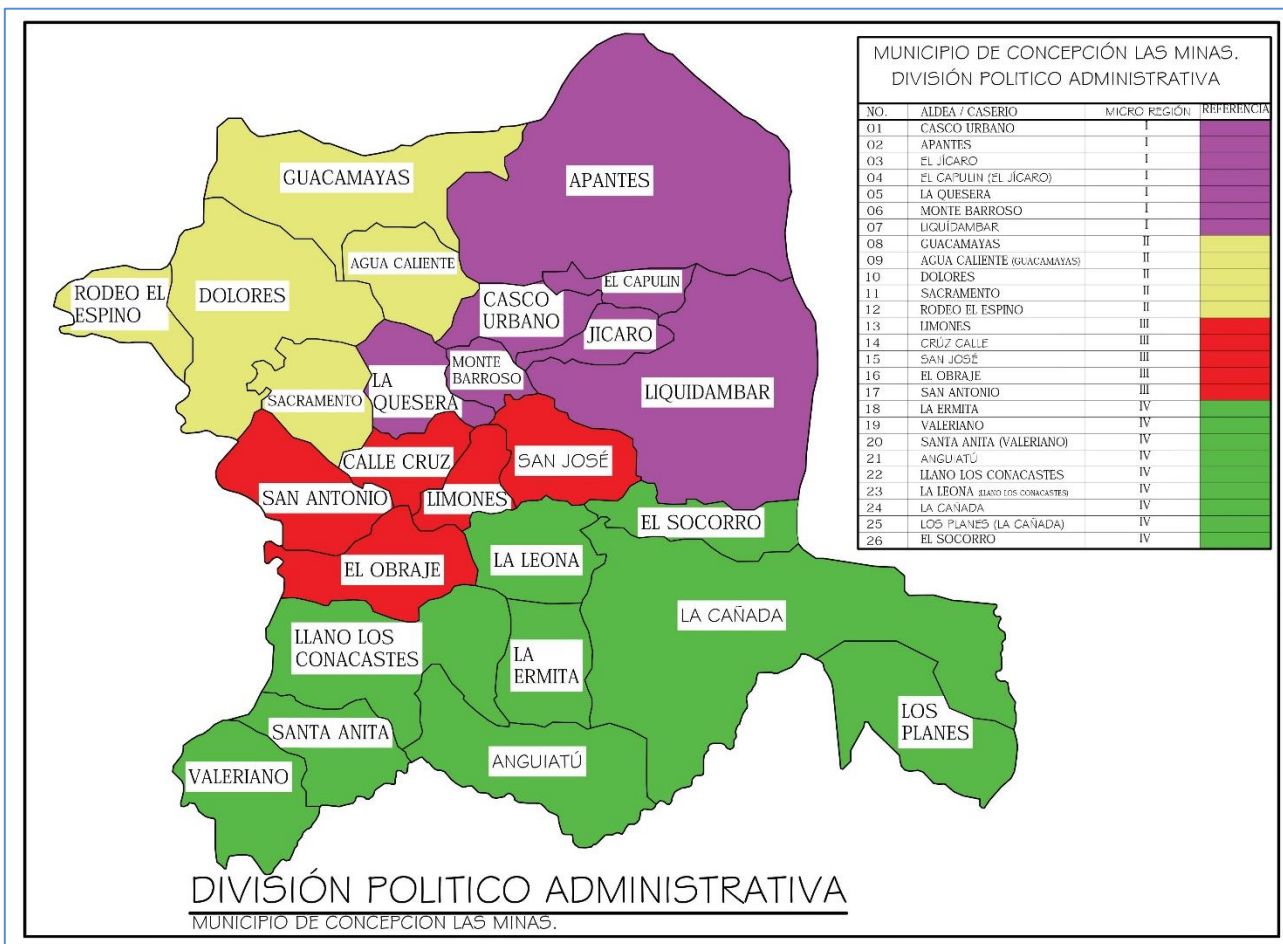 MUNICIPIO DE CONCEPCIÓN LAS MINAS.
DIVISIÓN POLITICO ADMINISTRATIVA
NO. ALDEA / CASERIO MICRO REGIÓN REFERENCIA
01 CASCO URBANO I
02 APANTES I
03 EL JÍCARO I
04 EL CAPULIN (EL JÍCARO) I
05 LA QUESERA I
06 MONTE BARROSO I
07 LIQUÍDAMBAR I
08 GUACAMAYAS II
09 AGUA CALIENTE (GUACAMAYAS) II
10 DOLORES II
11 SACRAMENTO II
12 RODEO EL ESPINO II
13 LIMONES III
14 CRÚZ CALLE III
15 SAN JOSÉ III
16 EL OBRAJE III
17 SAN ANTONIO III
18 LA ERMITA IV
19 VALERIANO IV
20 SANTA ANITA (VALERIANO) IV
21 ANGUIATÚ IV
22 LLANO LOS CONACASTES IV
23 LA LEONA (LLANO LOS CONACASTES) IV
24 LA CAÑADA IV
25 LOS PLANES (LA CAÑADA) IV
26 EL SOCORRO IV
GUACAMAYAS
APANTES
AGUA CALIENTE
EL CAPULIN
RODEO EL
ESPINO
DOLORES
CASCO
URBANO
JICARO
MONTE
BARROSO
LA
QUESERA
LIQUIDAMBAR
SACRAMENTO
CALLE CRUZ
SAN JOSÉ
SAN ANTONIO
LIMONES
EL SOCORRO
LA LEONA
EL OBRAJE
LA CAÑADA
LLANO LOS
CONACASTES
LA
ERMITA
LOS
PLANES
SANTA ANITA
ANGUIATÚ
VALERIANO
DIVISIÓN POLITICO ADMINISTRATIVA
MUNICIPIO DE CONCEPCION LAS MINAS.